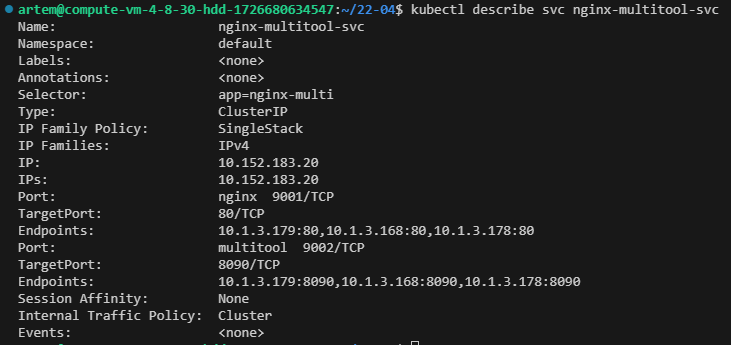 artem@compute-vm-4-8-30-hdd-1726680634547:~/22-04$ kubectl describe svc nginx-multitool-svc
Name: nginx-multitool-svc
Namespace: default
Labels: <none>
Annotations: <none>
Selector: app=nginx-multi
Type: ClusterIP
IP Family Policy: SingleStack
IP Families: IPv4
IP: 10.152.183.20
IPs: 10.152.183.20
Port: nginx 9001/TCP
TargetPort: 80/TCP
Endpoints: 10.1.3.179:80,10.1.3.168:80,10.1.3.178:80
Port: multitool 9002/TCP
TargetPort: 8090/TCP
Endpoints: 10.1.3.179:8090,10.1.3.168:8090,10.1.3.178:8090
Session Affinity: None
Internal Traffic Policy: Cluster
Events: <none>